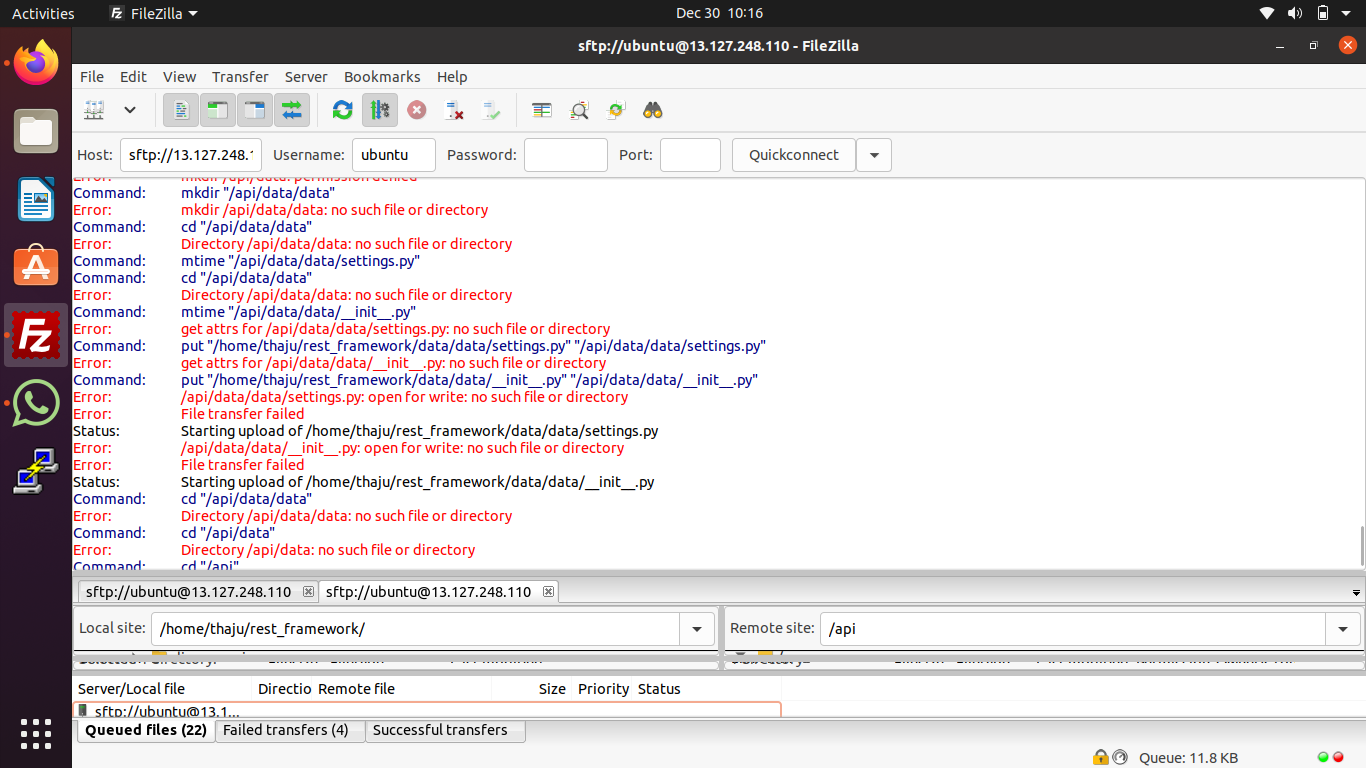 Activities FileZilla Dec 30 10:16
sftp://ubuntu@13.127.248.110 - FileZilla
File Edit View Transfer Server Bookmarks Help
Host: sftp://13.127.248.1 Username: ubuntu Password: Port: Quickconnect
Error: mkdir /api/data: permission denied
Command: mkdir "/api/data/data"
Error: mkdir /api/data/data: no such file or directory
Command: cd "/api/data/data"
Error: Directory /api/data/data: no such file or directory
Command: mtime "/api/data/data/settings.py"
Command: cd "/api/data/data"
Error: Directory /api/data/data: no such file or directory
Command: mtime "/api/data/data/__init__.py"
Error: get attrs for /api/data/data/settings.py: no such file or directory
Command: put "/home/thaju/rest_framework/data/data/settings.py" "/api/data/data/settings.py"
Error: get attrs for /api/data/data/__init__.py: no such file or directory
Command: put "/home/thaju/rest_framework/data/data/__init__.py" "/api/data/data/__init__.py"
Error: /api/data/data/settings.py: open for write: no such file or directory
Error: File transfer failed
Status: Starting upload of /home/thaju/rest_framework/data/data/settings.py
Error: /api/data/data/__init__.py: open for write: no such file or directory
Error: File transfer failed
Status: Starting upload of /home/thaju/rest_framework/data/data/__init__.py
Command: cd "/api/data/data"
Error: Directory /api/data/data: no such file or directory
Command: cd "/api/data"
Error: Directory /api/data: no such file or directory
Command: cd "/api"
sftp://ubuntu@13.127.248.110 sftp://ubuntu@13.127.248.110
Local site: /home/thaju/rest_framework/ Remote site: /api
Server/Local file Directio Remote file Size Priority Status
sftp://ubuntu@13.1...
Queued files (22) Failed transfers (4) Successful transfers
Queue: 11.8 KB